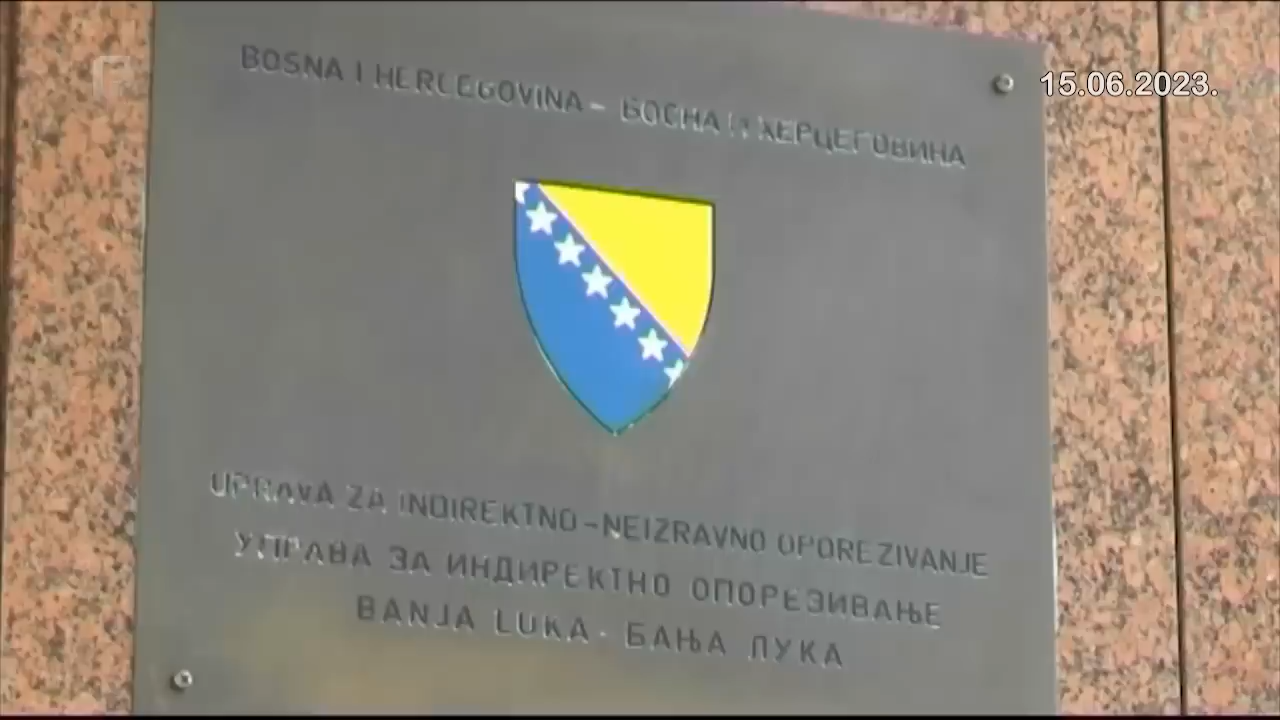 BOSNA I HERCEGOVINA - БОСНА И ХЕРЦЕГОВИНА
15.06.2023.
UPRAVA ZA INDIREKTNO-NEIZRAVNO OPOREZIVANJE
УПРАВА ЗА ИНДИРЕКТНО ОПОРЕЗИВАЊЕ
BANJA LUKA - БАЊА ЛУКА